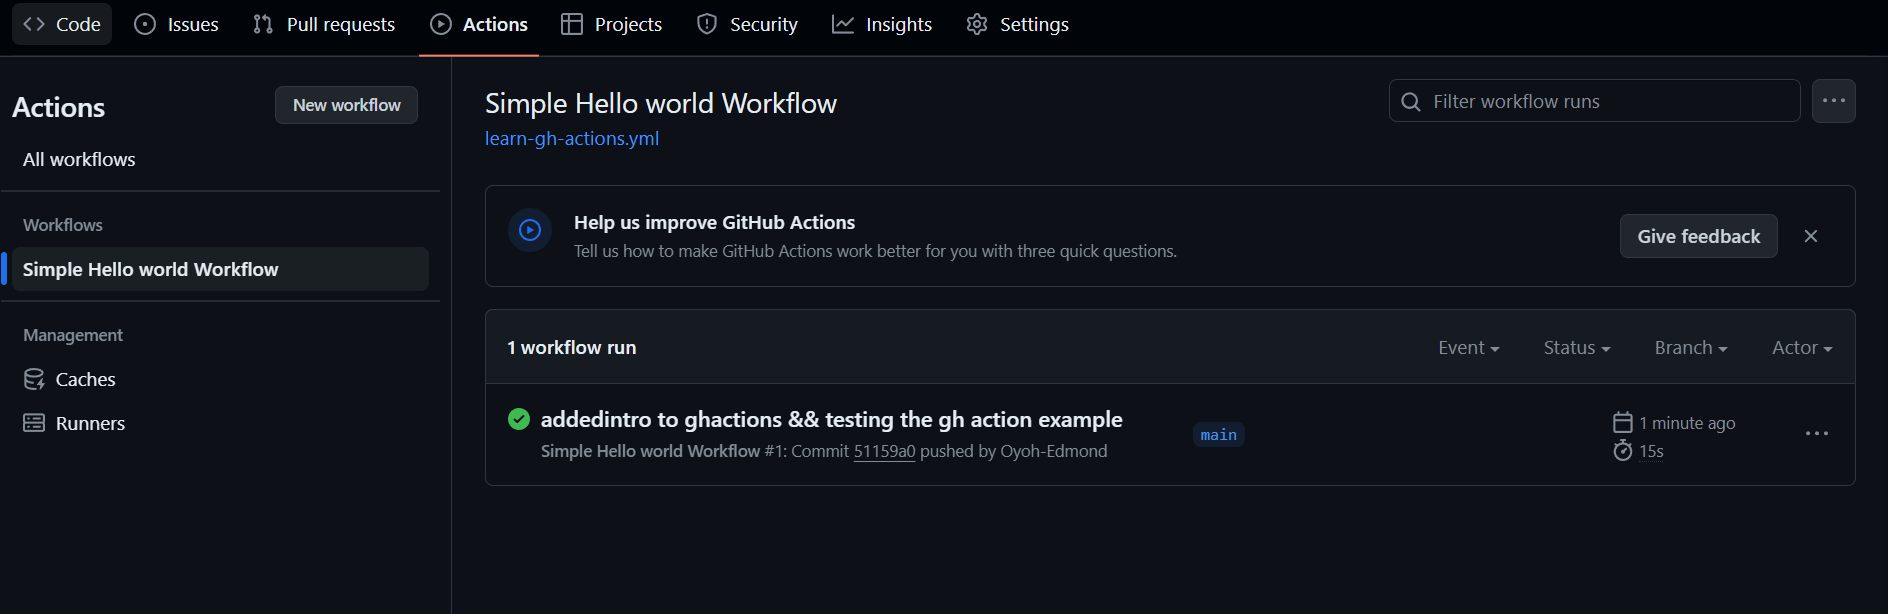 Code Issues Pull requests Actions Projects Security Insights Settings
Actions
New workflow
All workflows
Workflows
Simple Hello world Workflow
Management
Caches
Runners
Simple Hello world Workflow
learn-gh-actions.yml
Filter workflow runs
Help us improve GitHub Actions
Tell us how to make GitHub Actions work better for you with three quick questions.
Give feedback
1 workflow run
Event Status Branch Actor
addedintro to ghactions && testing the gh action example
Simple Hello world Workflow #1: Commit 51159a0 pushed by Oyoh-Edmond
main
1 minute ago
15s